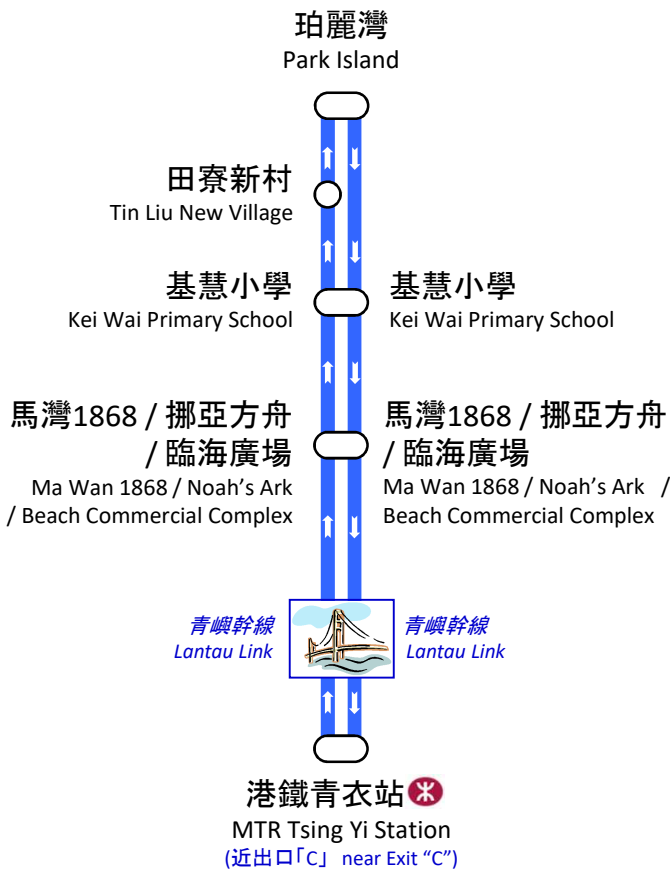 珀麗灣
Park Island
田寮新村
Tin Liu New Village
基慧小學
Kei Wai Primary School
基慧小學
Kei Wai Primary School
馬灣1868 / 挪亞方舟
/ 臨海廣場
Ma Wan 1868 / Noah’s Ark
/ Beach Commercial Complex
馬灣1868 / 挪亞方舟
/ 臨海廣場
Ma Wan 1868 / Noah’s Ark /
Beach Commercial Complex
青嶼幹線
Lantau Link
青嶼幹線
Lantau Link
港鐵青衣站
MTR Tsing Yi Station
(近出口「C」 near Exit “C”)